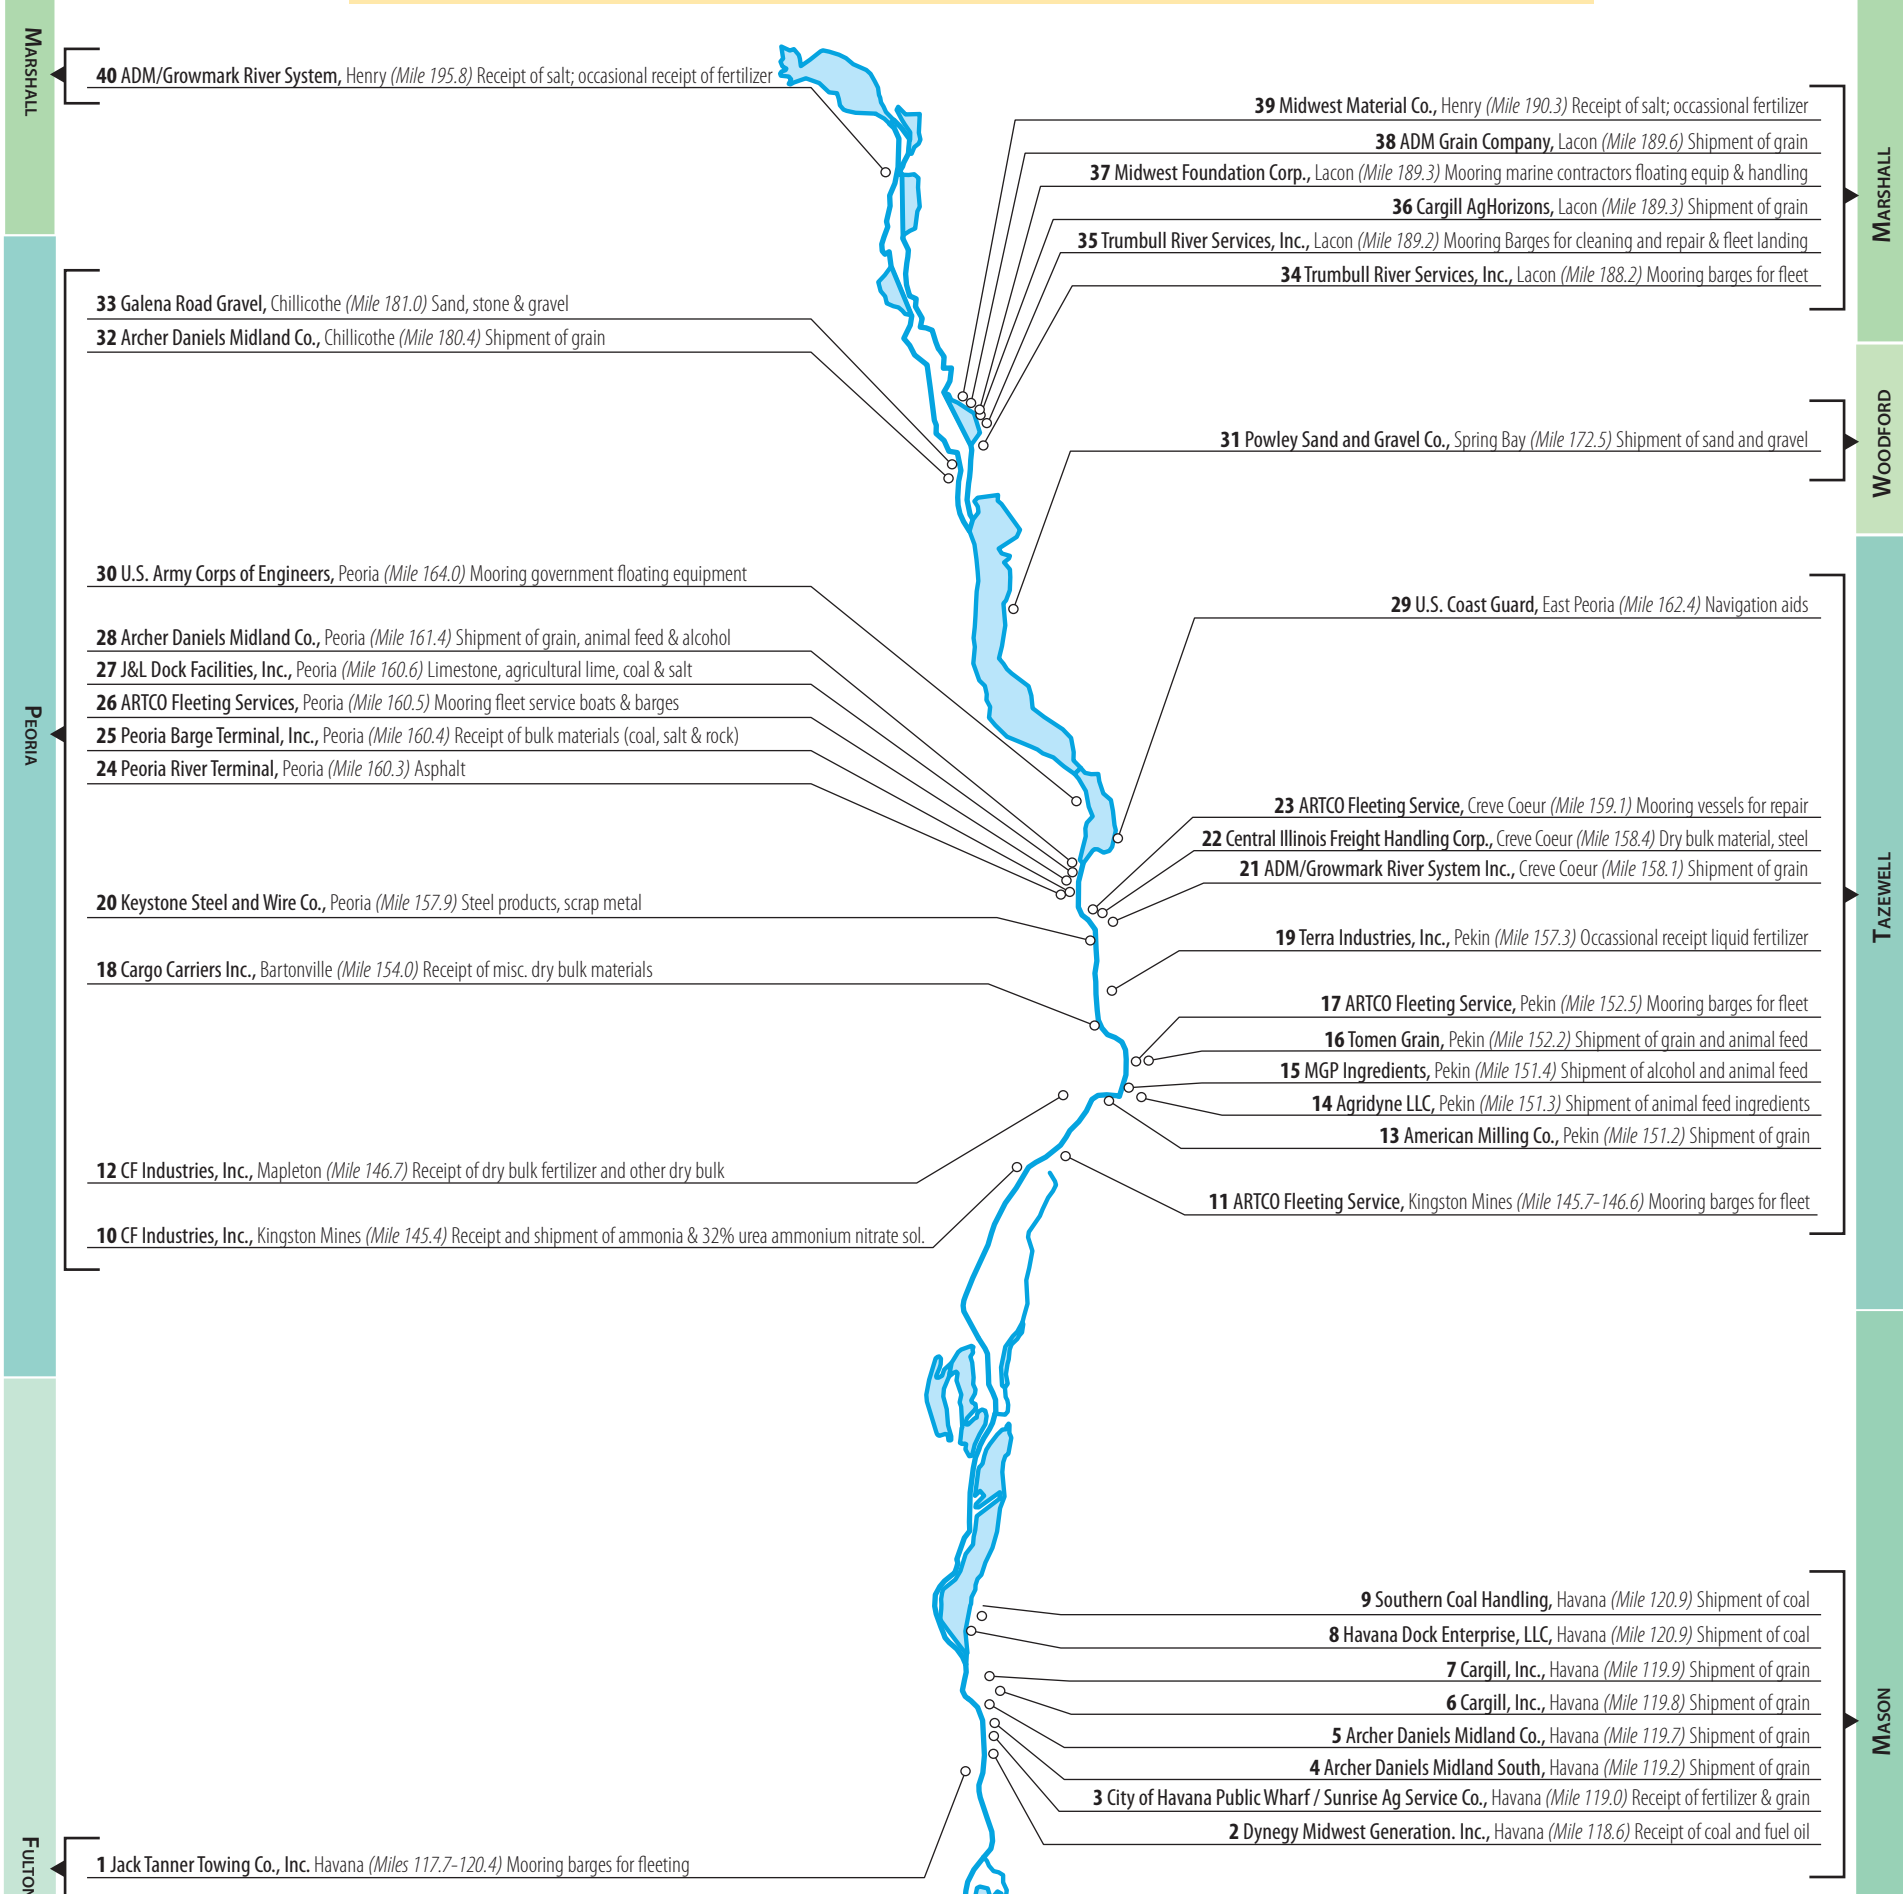 MARSHALL
40 ADM/Growmark River System, Henry (Mile 195.8) Receipt of salt; occasional receipt of fertilizer
39 Midwest Material Co., Henry (Mile 190.3) Receipt of salt; occassional fertilizer
38 ADM Grain Company, Lacon (Mile 189.6) Shipment of grain
37 Midwest Foundation Corp., Lacon (Mile 189.3) Mooring marine contractors floating equip & handling
36 Cargill AgHorizons, Lacon (Mile 189.3) Shipment of grain
35 Trumbull River Services, Inc., Lacon (Mile 189.2) Mooring Barges for cleaning and repair & fleet landing
34 Trumbull River Services, Inc., Lacon (Mile 188.2) Mooring barges for fleet
MARSHALL
33 Galena Road Gravel, Chillicothe (Mile 181.0) Sand, stone & gravel
32 Archer Daniels Midland Co., Chillicothe (Mile 180.4) Shipment of grain
31 Powley Sand and Gravel Co., Spring Bay (Mile 172.5) Shipment of sand and gravel
WOODFORD
30 U.S. Army Corps of Engineers, Peoria (Mile 164.0) Mooring government floating equipment
29 U.S. Coast Guard, East Peoria (Mile 162.4) Navigation aids
28 Archer Daniels Midland Co., Peoria (Mile 161.4) Shipment of grain, animal feed & alcohol
27 J&L Dock Facilities, Inc., Peoria (Mile 160.6) Limestone, agricultural lime, coal & salt
26 ARTCO Fleeting Services, Peoria (Mile 160.5) Mooring fleet service boats & barges
25 Peoria Barge Terminal, Inc., Peoria (Mile 160.4) Receipt of bulk materials (coal, salt & rock)
24 Peoria River Terminal, Peoria (Mile 160.3) Asphalt
PEORIA
23 ARTCO Fleeting Service, Creve Coeur (Mile 159.1) Mooring vessels for repair
22 Central Illinois Freight Handling Corp., Creve Coeur (Mile 158.4) Dry bulk material, steel
21 ADM/Growmark River System Inc., Creve Coeur (Mile 158.1) Shipment of grain
TAZEWELL
20 Keystone Steel and Wire Co., Peoria (Mile 157.9) Steel products, scrap metal
19 Terra Industries, Inc., Pekin (Mile 157.3) Occassional receipt liquid fertilizer
18 Cargo Carriers Inc., Bartonville (Mile 154.0) Receipt of misc. dry bulk materials
17 ARTCO Fleeting Service, Pekin (Mile 152.5) Mooring barges for fleet
16 Tomen Grain, Pekin (Mile 152.2) Shipment of grain and animal feed
15 MGP Ingredients, Pekin (Mile 151.4) Shipment of alcohol and animal feed
14 Agridyne LLC, Pekin (Mile 151.3) Shipment of animal feed ingredients
13 American Milling Co., Pekin (Mile 151.2) Shipment of grain
12 CF Industries, Inc., Mapleton (Mile 146.7) Receipt of dry bulk fertilizer and other dry bulk
11 ARTCO Fleeting Service, Kingston Mines (Mile 145.7-146.6) Mooring barges for fleet
10 CF Industries, Inc., Kingston Mines (Mile 145.4) Receipt and shipment of ammonia & 32% urea ammonium nitrate sol.
9 Southern Coal Handling, Havana (Mile 120.9) Shipment of coal
8 Havana Dock Enterprise, LLC, Havana (Mile 120.9) Shipment of coal
7 Cargill, Inc., Havana (Mile 119.9) Shipment of grain
6 Cargill, Inc., Havana (Mile 119.8) Shipment of grain
5 Archer Daniels Midland Co., Havana (Mile 119.7) Shipment of grain
4 Archer Daniels Midland South, Havana (Mile 119.2) Shipment of grain
3 City of Havana Public Wharf / Sunrise Ag Service Co., Havana (Mile 119.0) Receipt of fertilizer & grain
2 Dynegy Midwest Generation. Inc., Havana (Mile 118.6) Receipt of coal and fuel oil
MASON
1 Jack Tanner Towing Co., Inc. Havana (Miles 117.7-120.4) Mooring barges for fleeting
FULTON